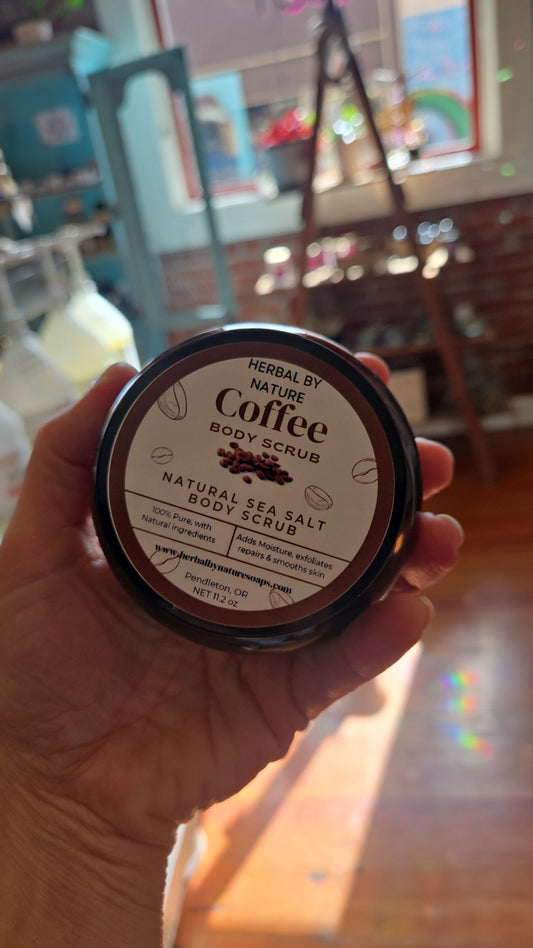 HERBAL BY
NATURE
Coffee
BODY SCRUB
NATURAL SEA SALT
BODY SCRUB
100% Pure, with
Natural ingredients
Adds Moisture, exfoliates
repairs & smooths skin
www.herbalbynaturesoaps.com
Pendleton, OR
NET 11.2 oz